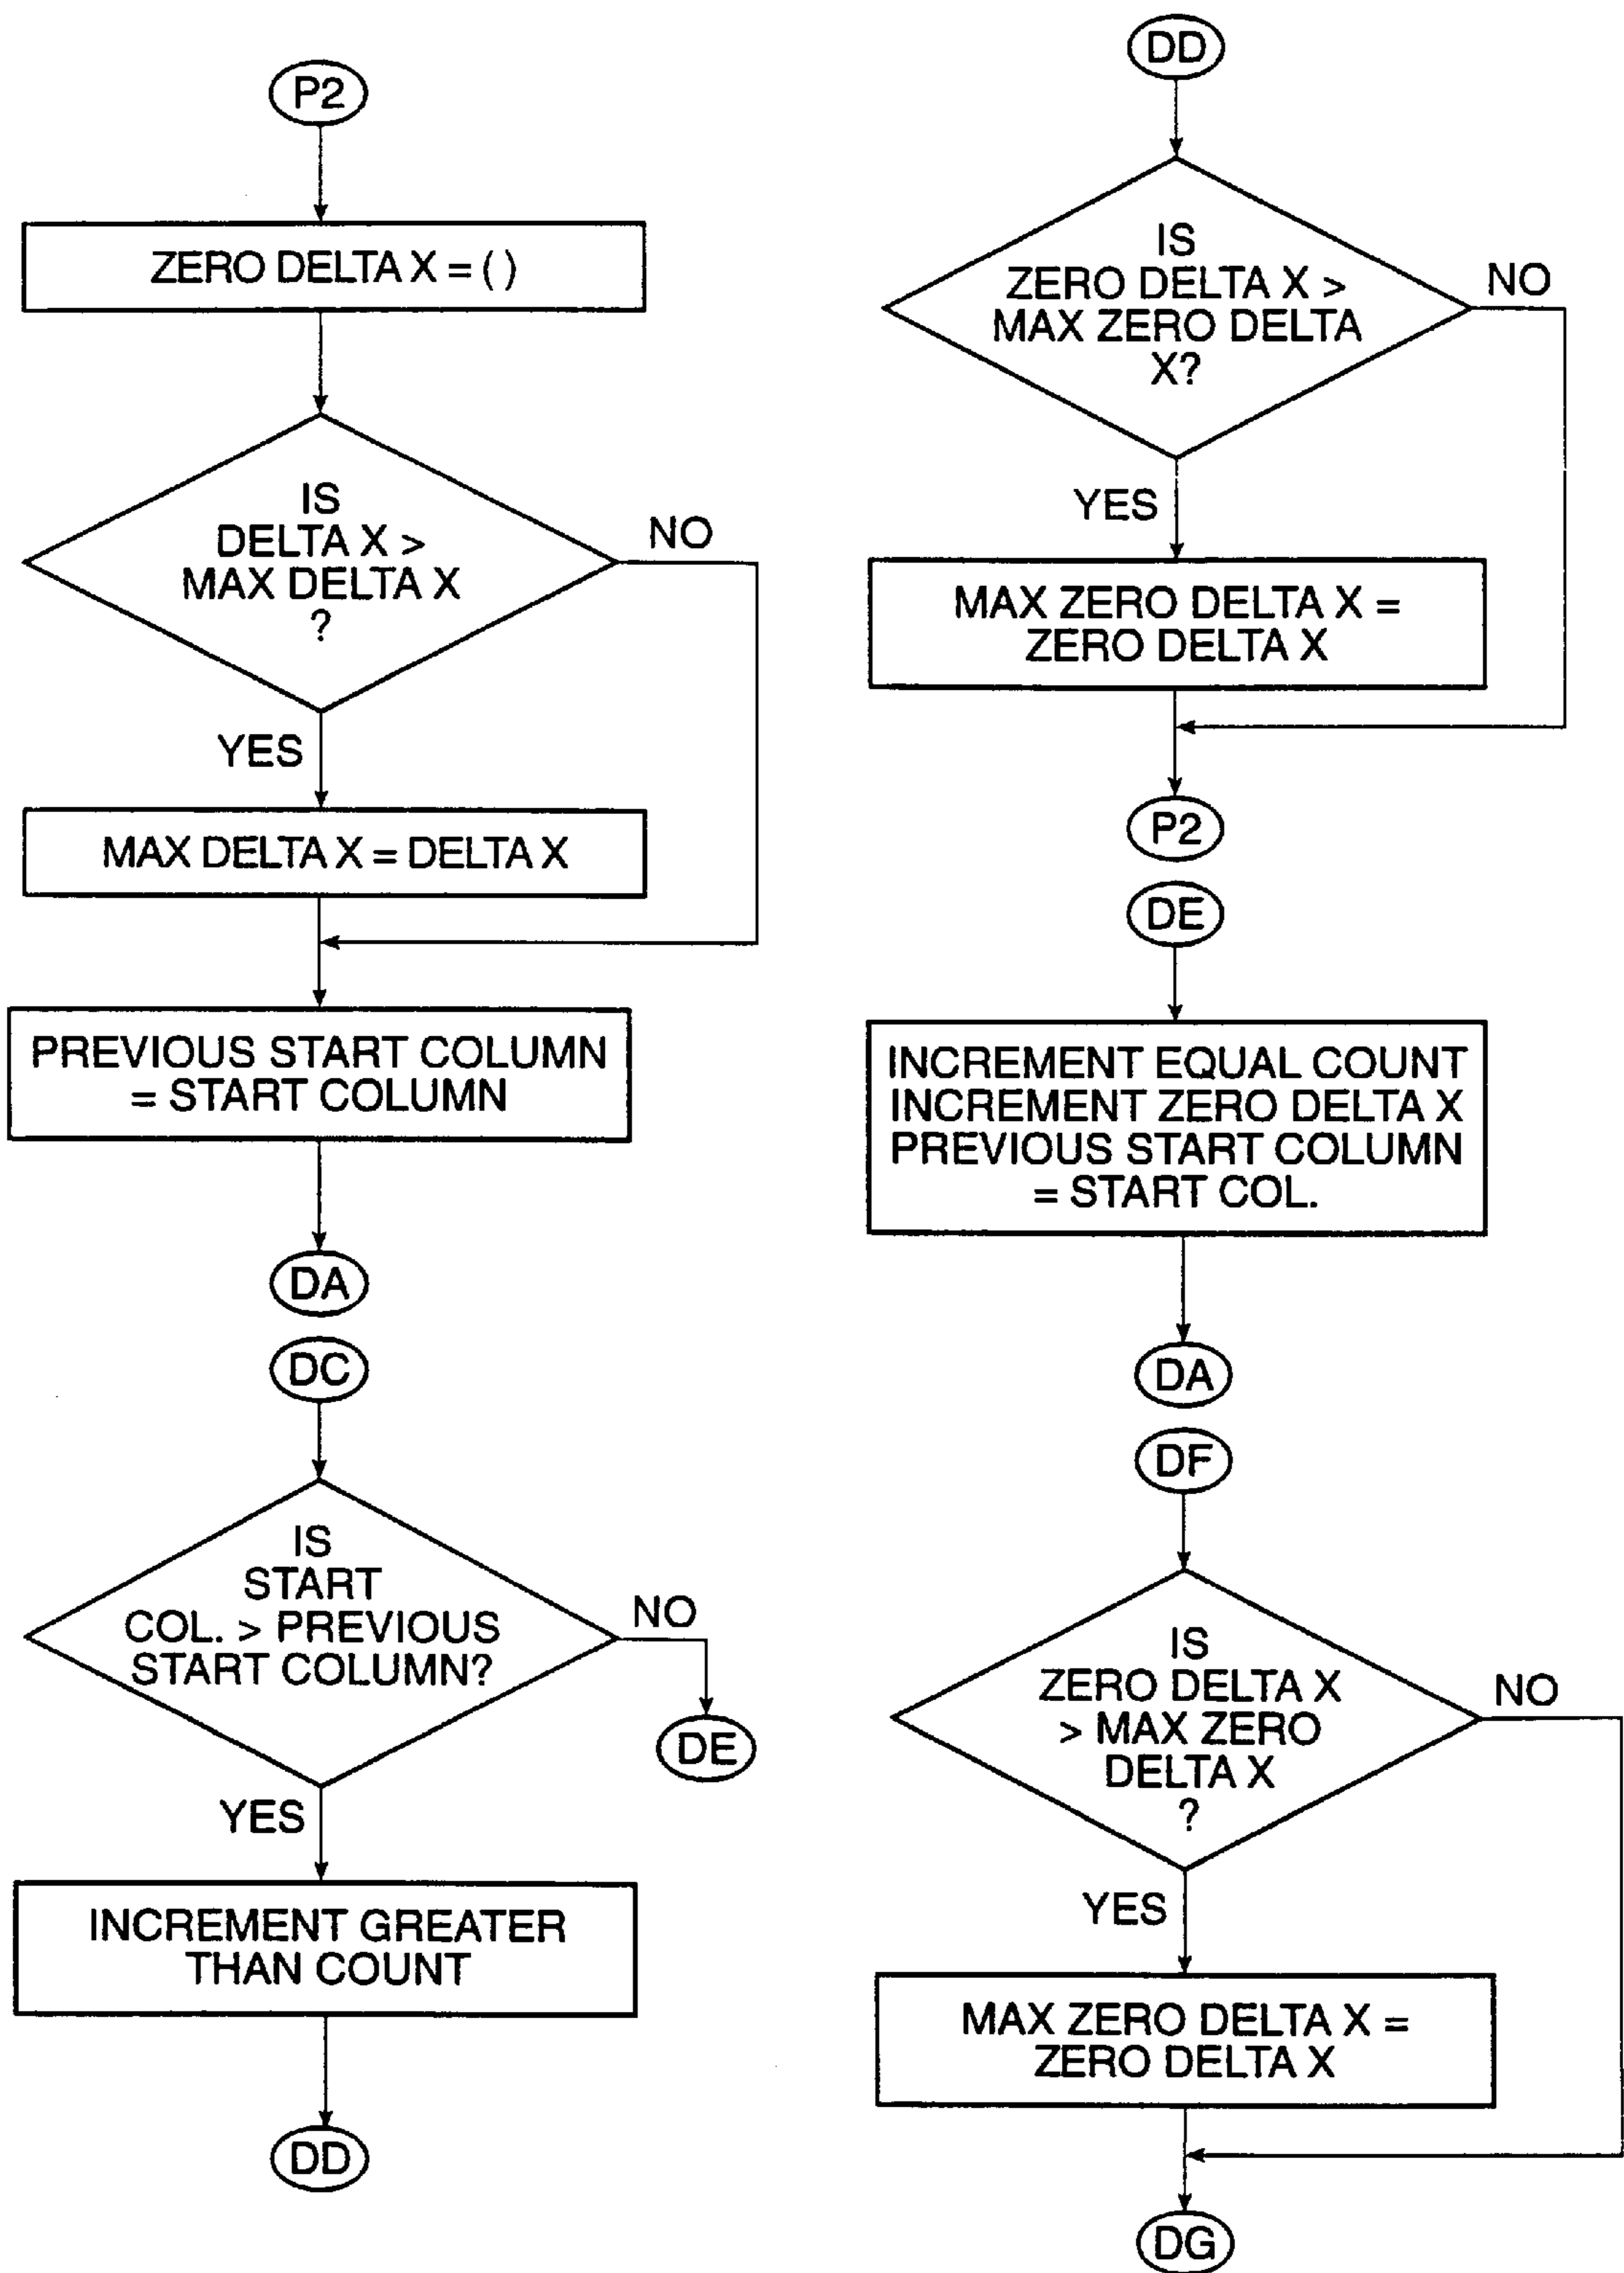 P2
ZERO DELTA X = ( )
IS
DELTA X >
MAX DELTA X
?
NO
YES
MAX DELTA X = DELTA X
PREVIOUS START COLUMN
= START COLUMN
DA
DC
IS
START
COL. > PREVIOUS
START COLUMN?
NO
DE
YES
INCREMENT GREATER
THAN COUNT
DD
DD
IS
ZERO DELTA X >
MAX ZERO DELTA
X?
NO
YES
MAX ZERO DELTA X =
ZERO DELTA X
P2
DE
INCREMENT EQUAL COUNT
INCREMENT ZERO DELTA X
PREVIOUS START COLUMN
= START COL.
DA
DF
IS
ZERO DELTA X
> MAX ZERO
DELTA X
?
NO
YES
MAX ZERO DELTA X =
ZERO DELTA X
DG